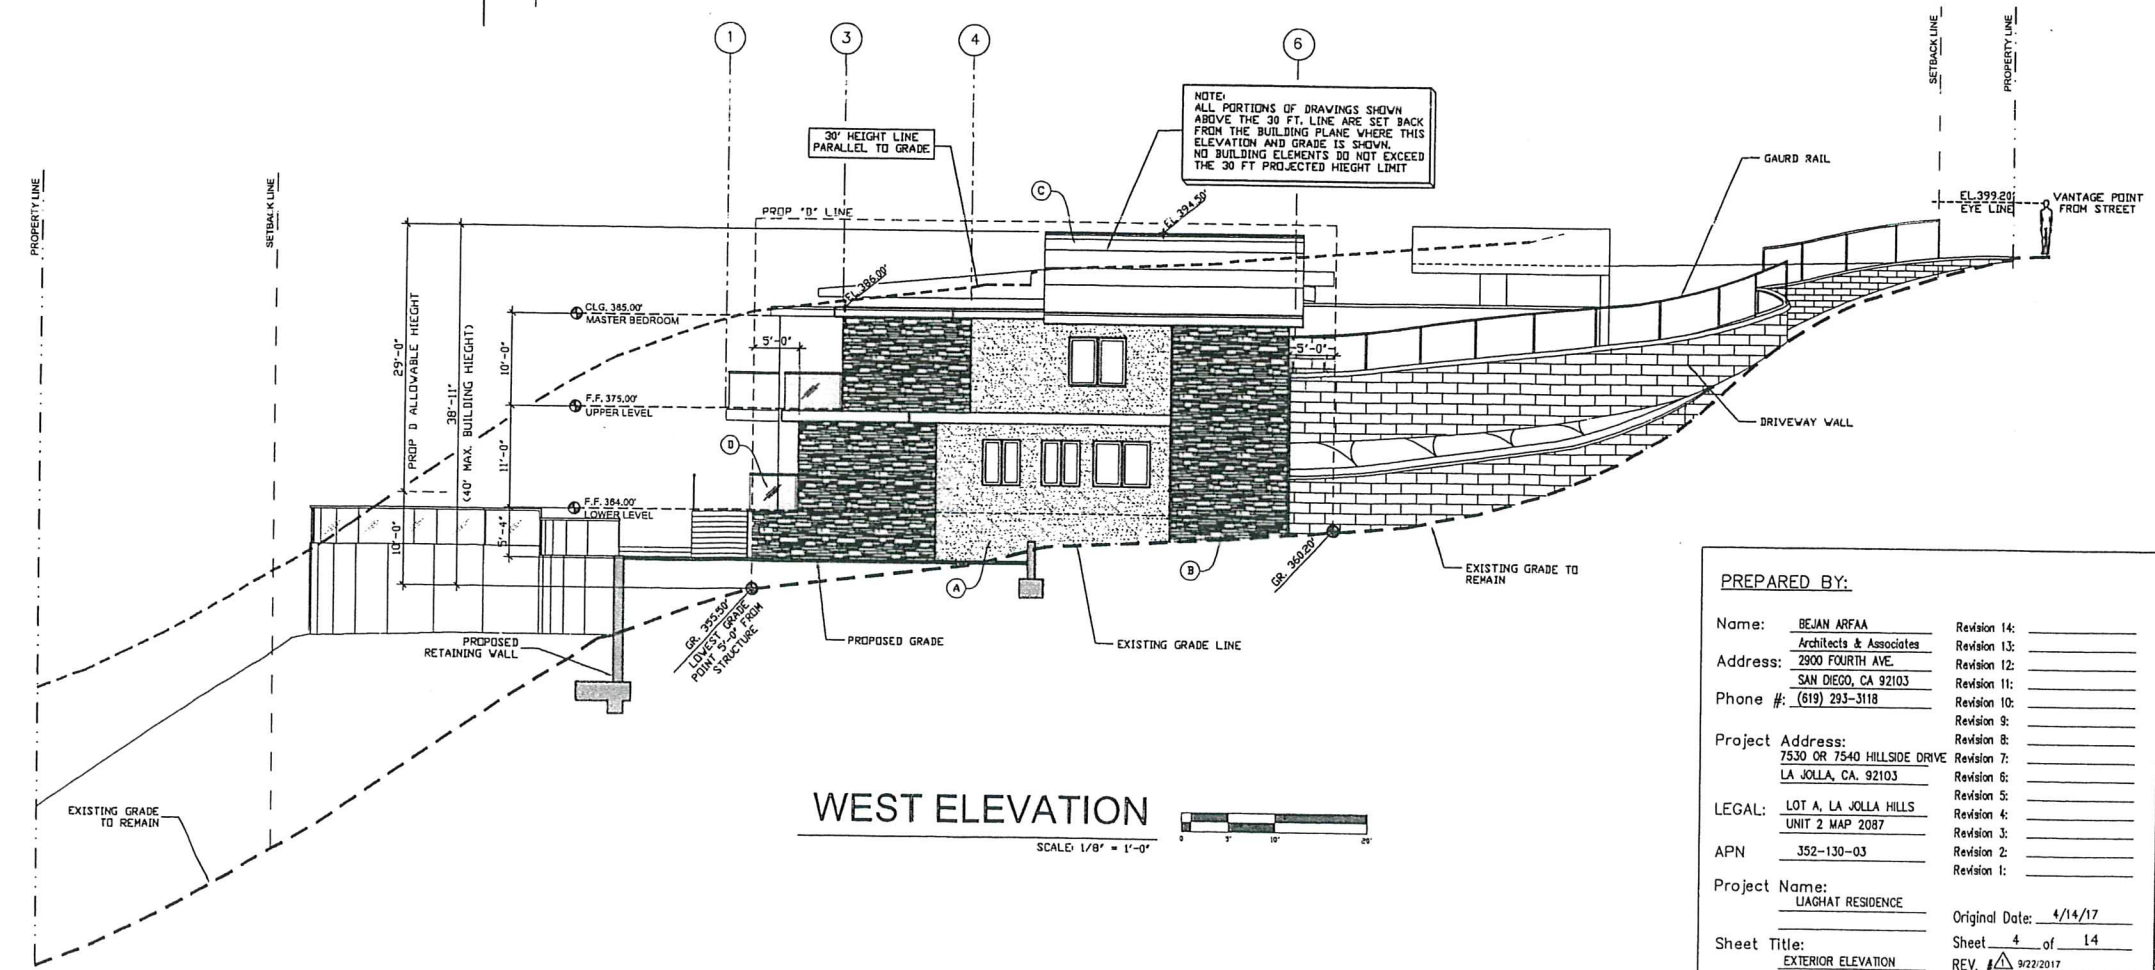 1
3
4
6
SETBACK LINE
PROPERTY LINE
NOTE:
ALL PORTIONS OF DRAWINGS SHOWN
ABOVE THE 30 FT. LINE ARE SET BACK
FROM THE BUILDING PLANE WHERE THIS
ELEVATION AND GRADE IS SHOWN.
NO BUILDING ELEMENTS DO NOT EXCEED
THE 30 FT PROJECTED HIEGHT LIMIT
30' HEIGHT LINE
PARALLEL TO GRADE
GAURD RAIL
C
PROPERTY LINE
SETBACK LINE
EL.399.20'
EYE LINE
VANTAGE POINT
FROM STREET
PROP "D" LINE
EL. 394.50'
EL. 386.00'
CLG. 385.00'
MASTER BEDROOM
29'-0"
PROP D ALLOWABLE HIEGHT
38'-11"
(40' MAX. BUILDING HIEGHT)
10'-0"
5'-0"
5'-0"
F.F. 375.00'
UPPER LEVEL
11'-0"
DRIVEWAY WALL
D
F.F. 364.00'
LOWER LEVEL
10'-0"
5'-4"
A
B
GR. 360.20'
EXISTING GRADE TO
REMAIN
GR. 355.50'
LOWEST GRADE
POINT 5'-0" FROM
STRUCTURE
PROPOSED GRADE
EXISTING GRADE LINE
PROPOSED
RETAINING WALL
EXISTING GRADE
TO REMAIN
WEST ELEVATION
SCALE: 1/8" = 1'-0"
0 5' 10' 20'
PREPARED BY:
Name: BEJAN ARFAA
Architects & Associates
Address: 2900 FOURTH AVE.
SAN DIEGO, CA 92103
Phone #: (619) 293-3118
Project Address:
7530 OR 7540 HILLSIDE DRIVE
LA JOLLA, CA. 92103
LEGAL: LOT A, LA JOLLA HILLS
UNIT 2 MAP 2087
APN 352-130-03
Project Name:
LIAGHAT RESIDENCE
Sheet Title:
EXTERIOR ELEVATION
Revision 14:
Revision 13:
Revision 12:
Revision 11:
Revision 10:
Revision 9:
Revision 8:
Revision 7:
Revision 6:
Revision 5:
Revision 4:
Revision 3:
Revision 2:
Revision 1:
Original Date: 4/14/17
Sheet 4 of 14
REV. # 1 9/22/2017